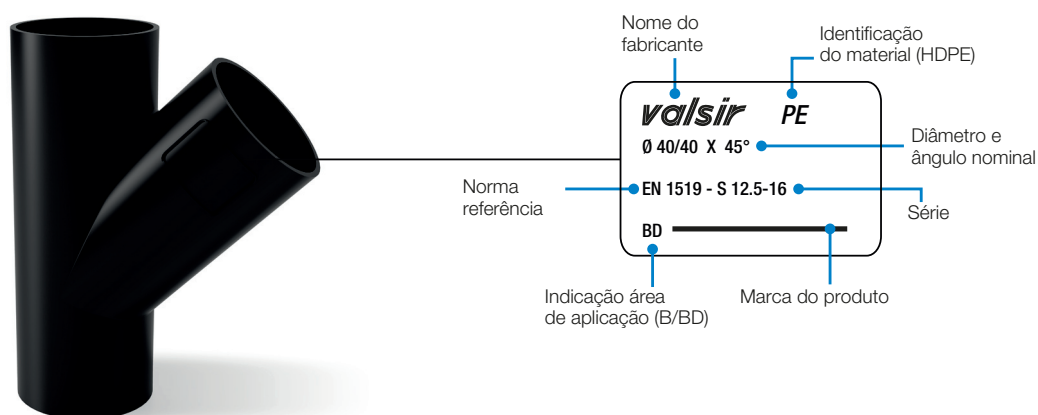 Nome do
fabricante
Identificação
do material (HDPE)
valsir PE
Ø 40/40 X 45°
Diâmetro e
ângulo nominal
Norma
referência
EN 1519 - S 12.5-16
Série
BD
Indicação área
de aplicação (B/BD)
Marca do produto